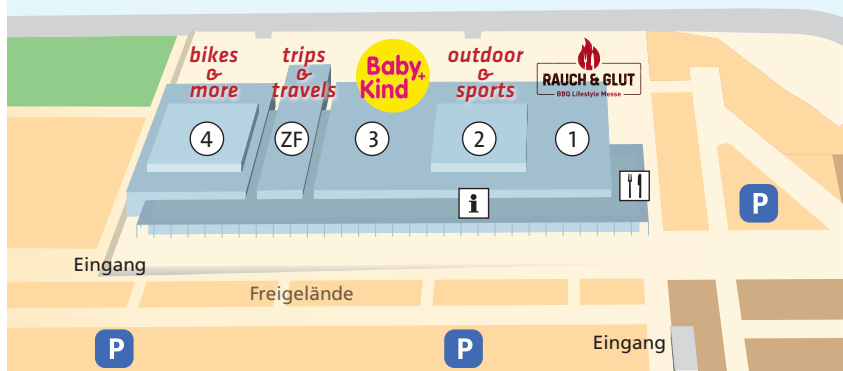 bikes
&
more
trips
&
travels
Baby+
Kind
outdoor
&
sports
RAUCH & GLUT
BBQ Lifestyle Messe
4
ZF
3
2
1
i
P
Eingang
Freigelände
Eingang
P
P